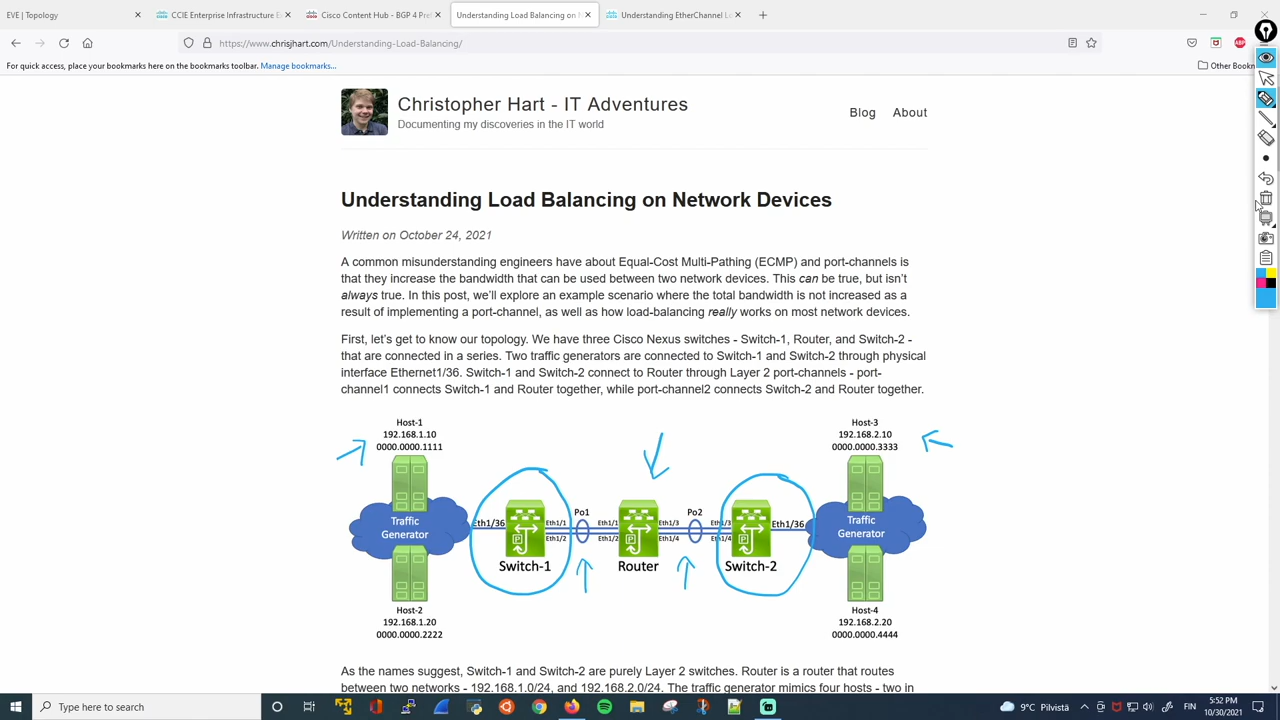 EVE | Topology
CCIE Enterprise Infrastructure E
Cisco Content Hub - BGP 4 Pre
Understanding Load Balancing on
Understanding EtherChannel L
https://www.chrisjhart.com/Understanding-Load-Balancing/
For quick access, place your bookmarks here on the bookmarks toolbar. Manage bookmarks...
Other Bookm
Christopher Hart - IT Adventures
Documenting my discoveries in the IT world
Blog About
Understanding Load Balancing on Network Devices
Written on October 24, 2021
A common misunderstanding engineers have about Equal-Cost Multi-Pathing (ECMP) and port-channels is
that they increase the bandwidth that can be used between two network devices. This can be true, but isn't
always true. In this post, we'll explore an example scenario where the total bandwidth is not increased as a
result of implementing a port-channel, as well as how load-balancing really works on most network devices.
First, let's get to know our topology. We have three Cisco Nexus switches - Switch-1, Router, and Switch-2 -
that are connected in a series. Two traffic generators are connected to Switch-1 and Switch-2 through physical
interface Ethernet1/36. Switch-1 and Switch-2 connect to Router through Layer 2 port-channels - port-
channel1 connects Switch-1 and Router together, while port-channel2 connects Switch-2 and Router together.
Host-1
192.168.1.10
0000.0000.1111
Host-3
192.168.2.10
0000.0000.3333
Traffic
Generator
Eth1/36
Eth1/1
Eth1/2
Switch-1
Po1
Eth1/1
Eth1/2
Router
Eth1/3
Eth1/4
Po2
Switch-2
Eth1/36
Traffic
Generator
Host-2
192.168.1.20
0000.0000.2222
Host-4
192.168.2.20
0000.0000.4444
As the names suggest, Switch-1 and Switch-2 are purely Layer 2 switches. Router is a router that routes
between two networks - 192.168.1.0/24, and 192.168.2.0/24. The traffic generator mimics four hosts - two in
Type here to search
9°C Pilvistä
5:52 PM
10/30/2021